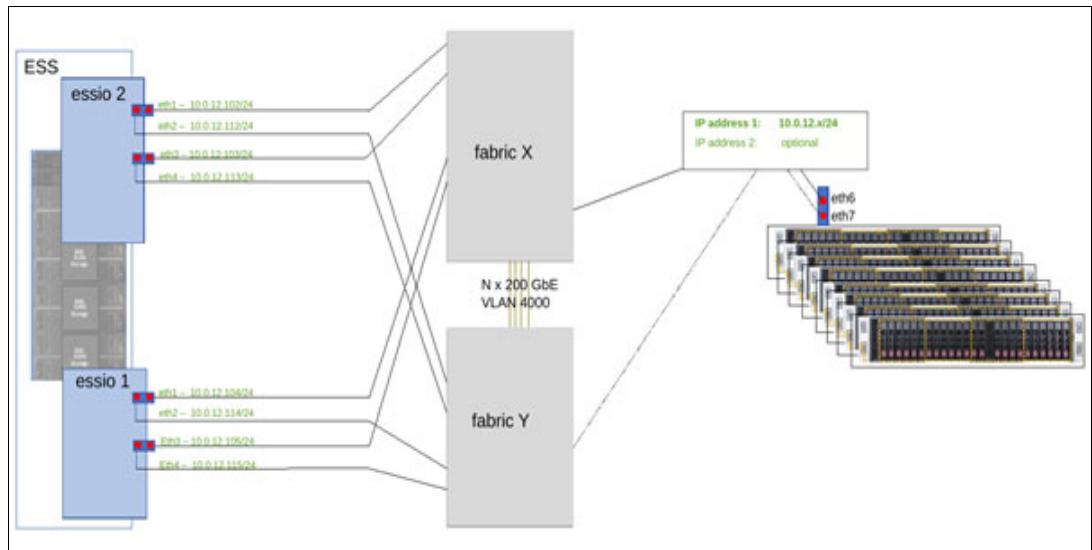 ESS
essio 2
eth1 – 10.0.12.102/24
eth2 – 10.0.12.112/24
eth3 – 10.0.12.103/24
eth4 – 10.0.12.113/24
essio 1
eth1 – 10.0.12.104/24
eth2 – 10.0.12.114/24
Eth3 – 10.0.12.105/24
Eth4 – 10.0.12.115/24
fabric X
N x 200 GbE
VLAN 4000
fabric Y
IP address 1: 10.0.12.x/24
IP address 2: optional
eth6
eth7